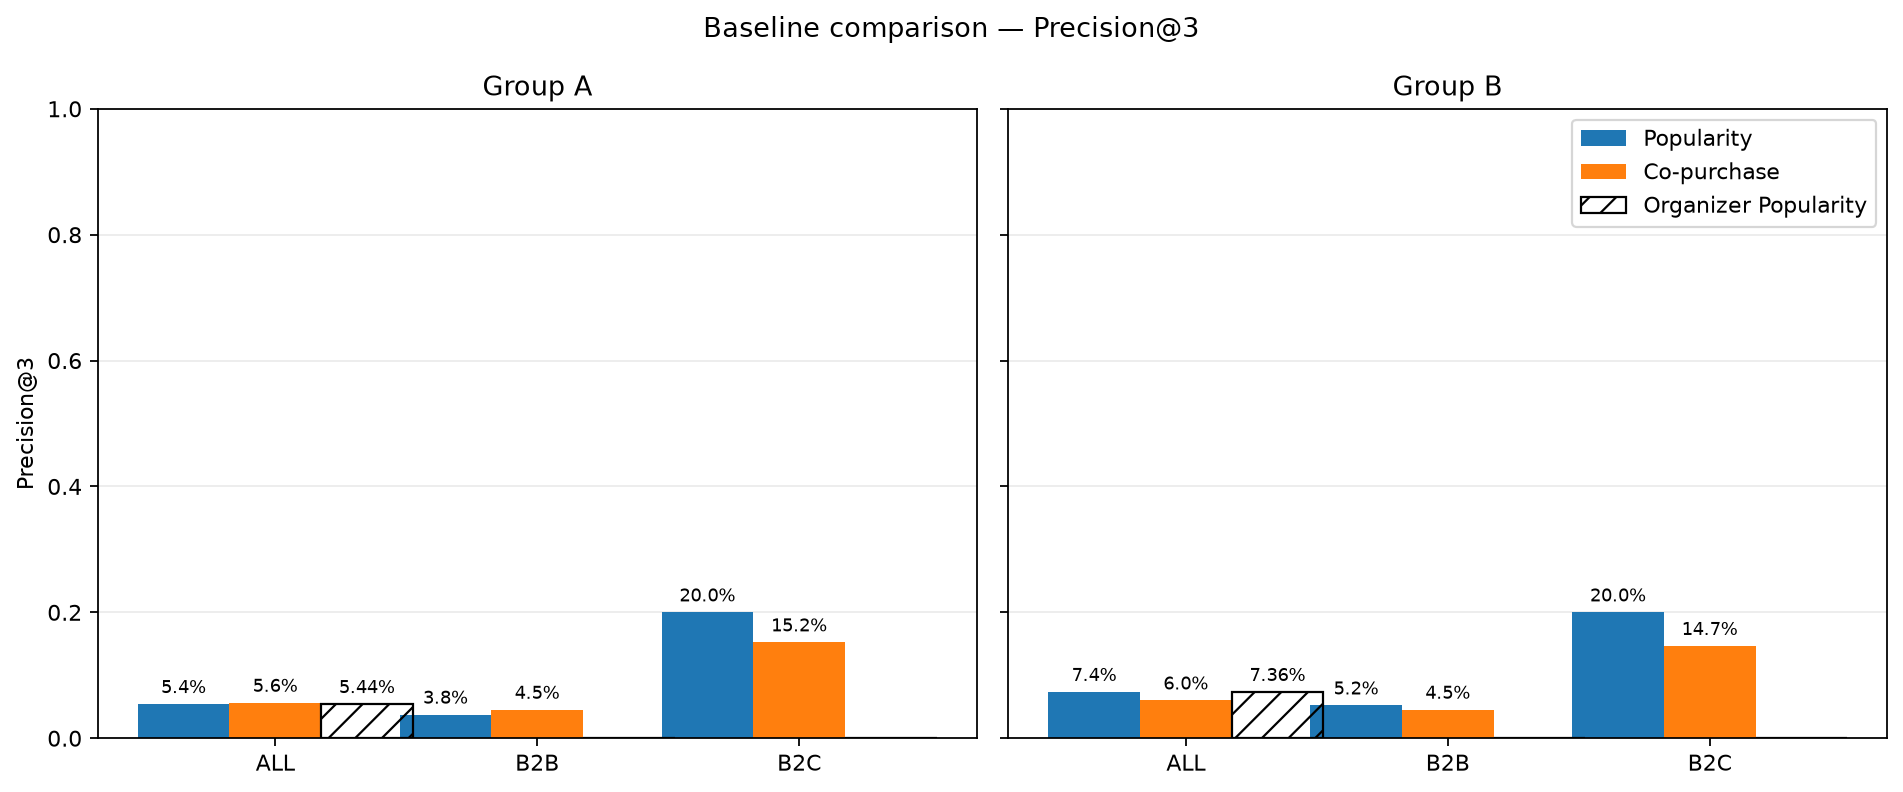 Baseline comparison — Precision@3
Group A
Precision@3
1.0
0.8
0.6
0.4
0.2
0.0
5.4%
5.6%
5.44%
3.8%
4.5%
20.0%
15.2%
ALL
B2B
B2C
Group B
Popularity
Co-purchase
Organizer Popularity
7.4%
6.0%
7.36%
5.2%
4.5%
20.0%
14.7%
ALL
B2B
B2C